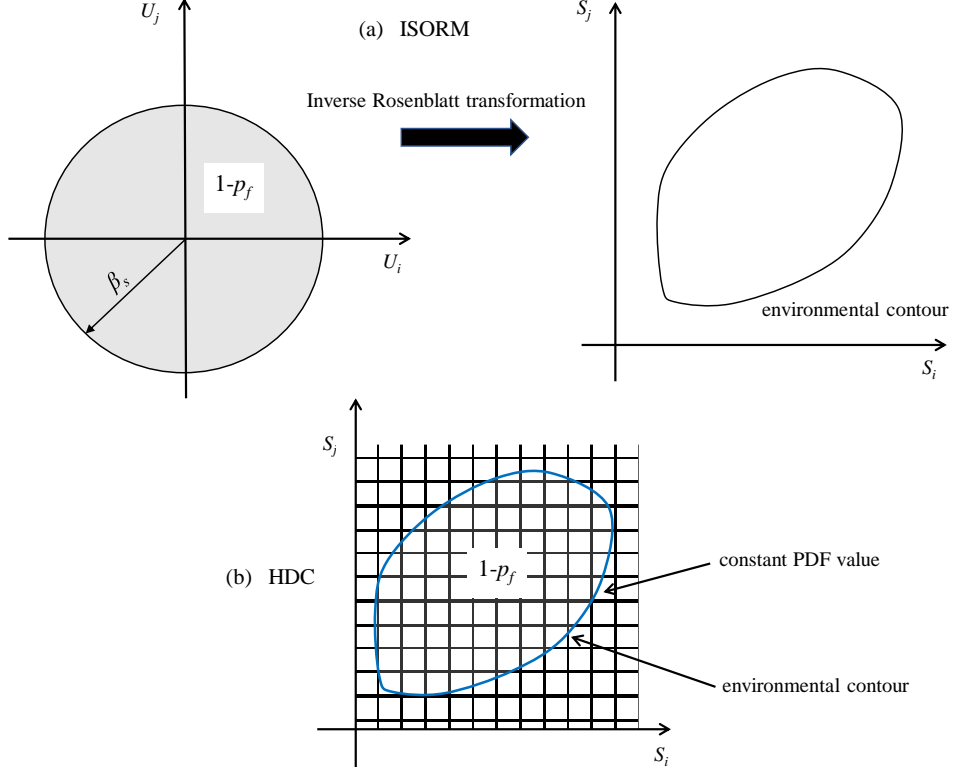 U_j
(a) ISORM
S_j
Inverse Rosenblatt transformation
1-p_f
U_i
β_s
environmental contour
S_i
S_j
(b) HDC
1-p_f
constant PDF value
environmental contour
S_i